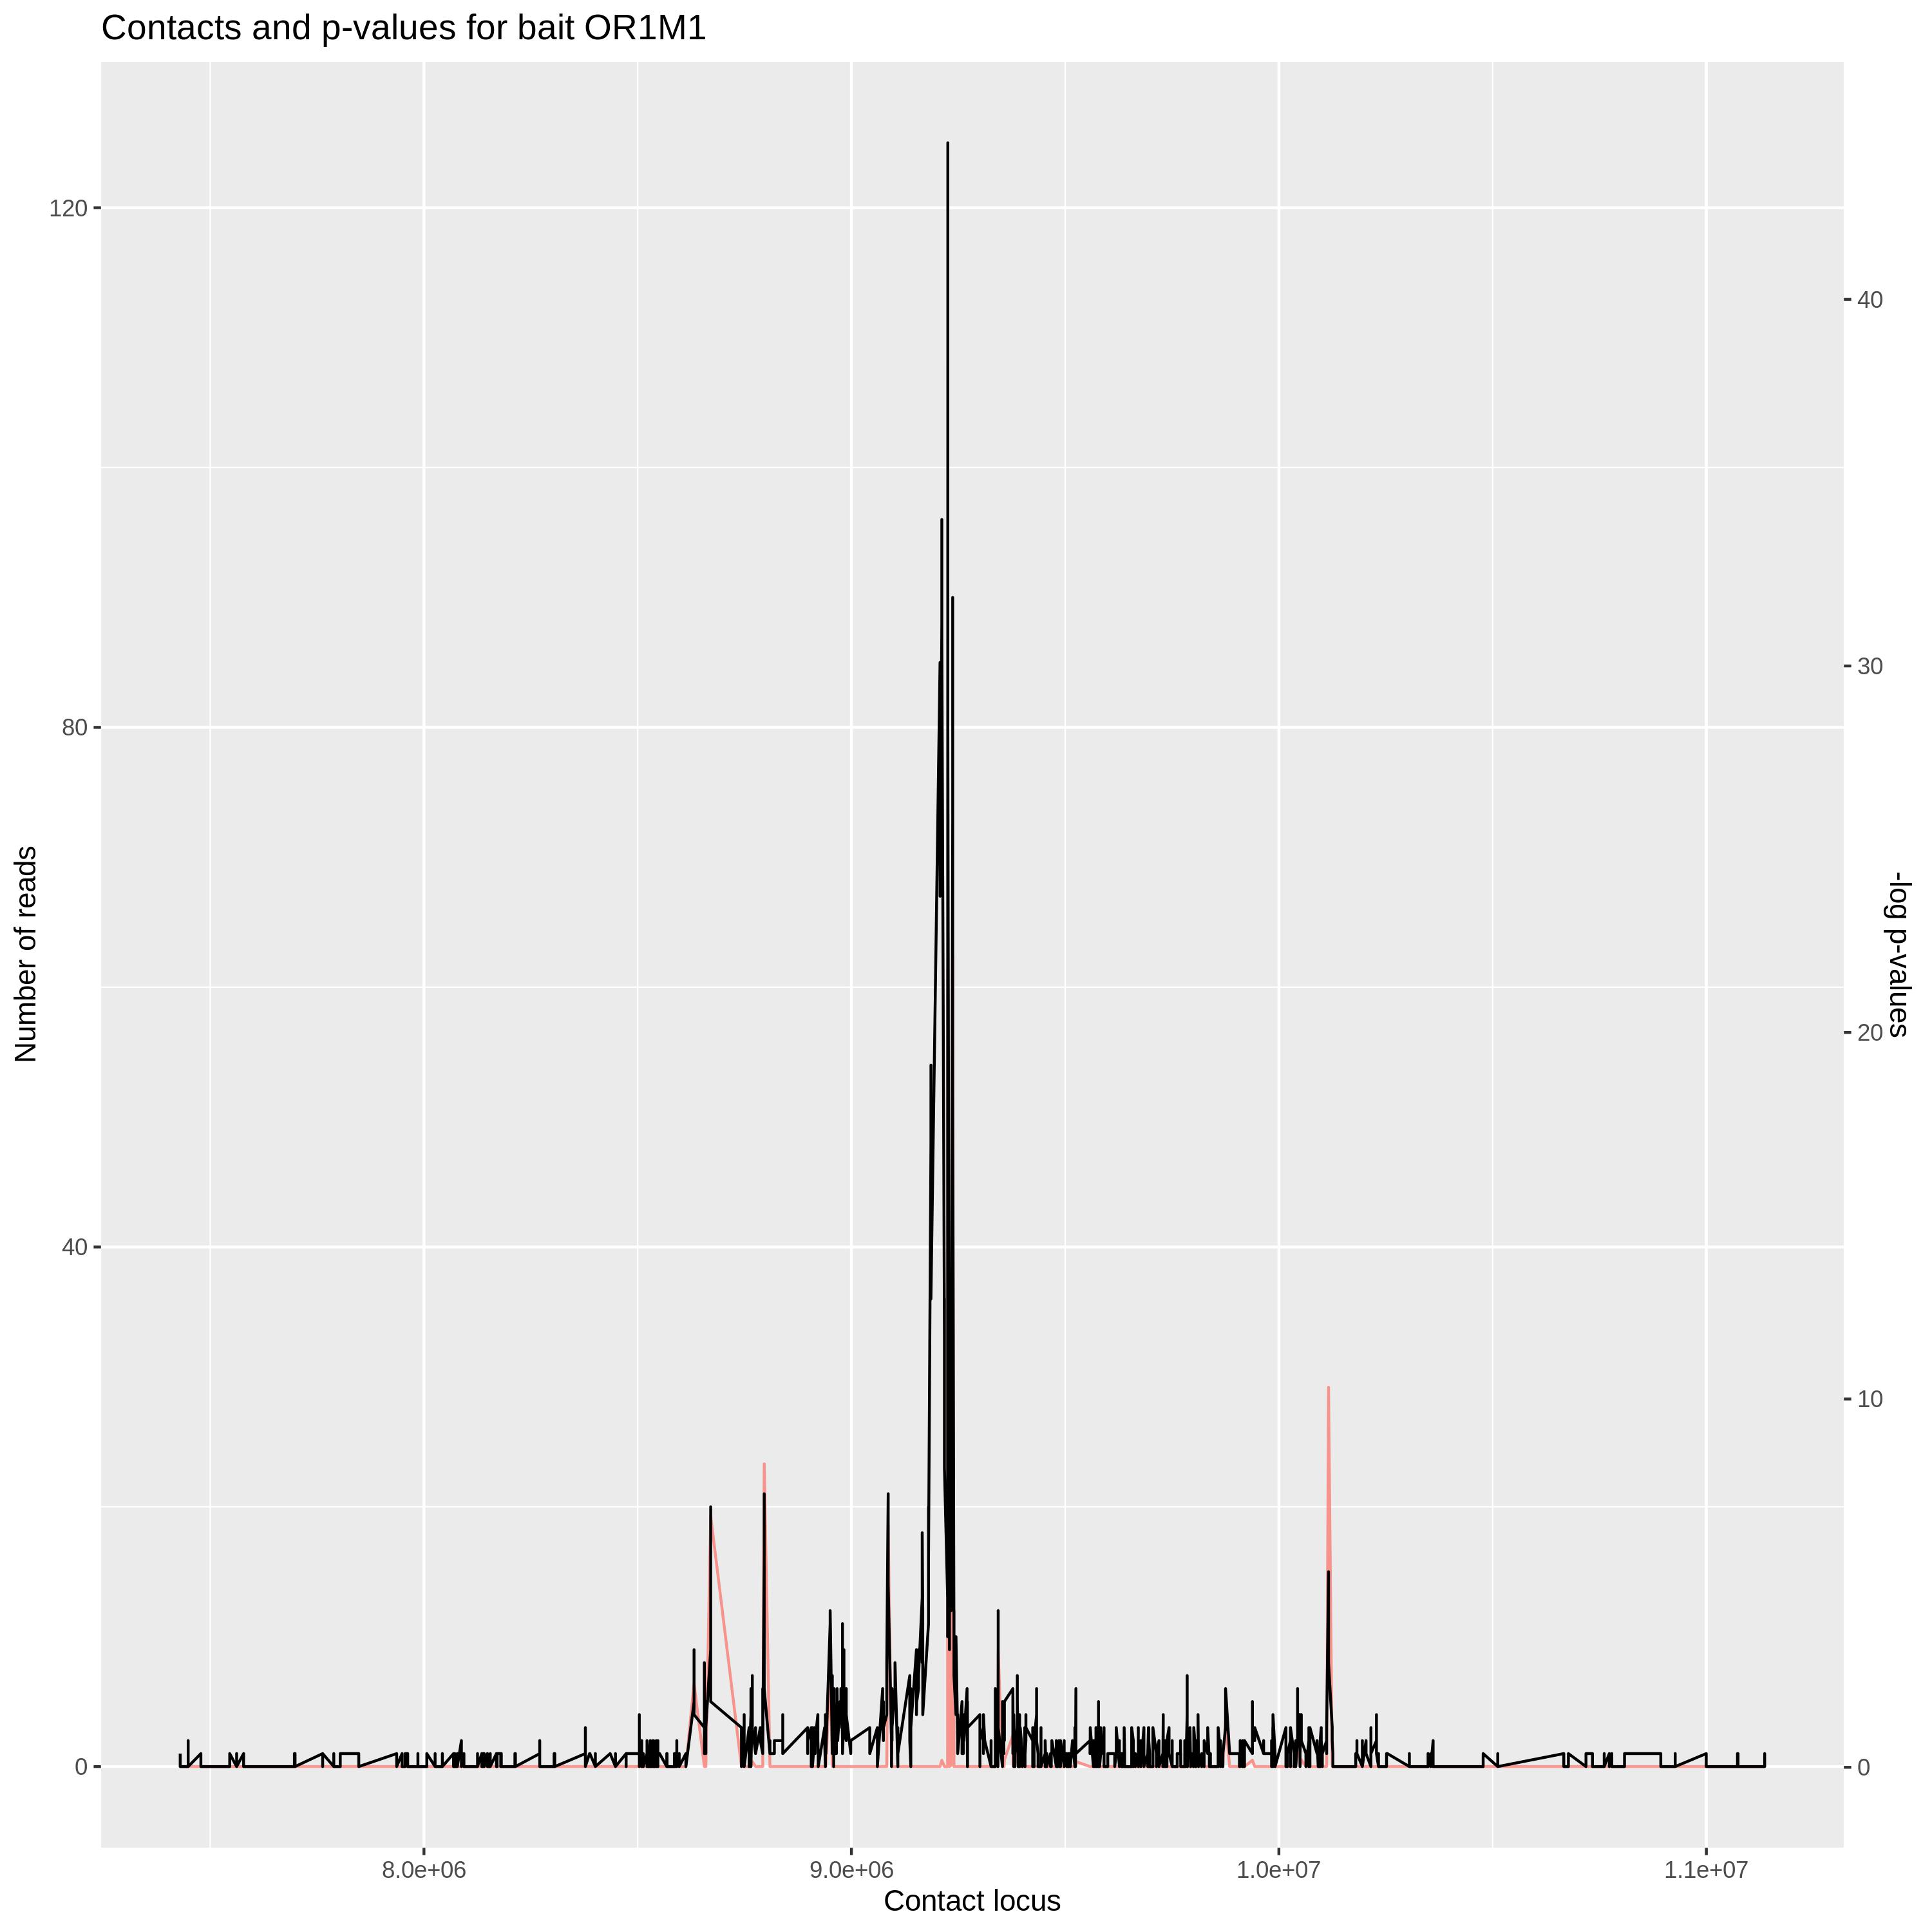 Contacts and p-values for bait OR1M1
120
80
40
0
Number of reads
40
30
20
10
0
-log p-values
8.0e+06
9.0e+06
1.0e+07
1.1e+07
Contact locus